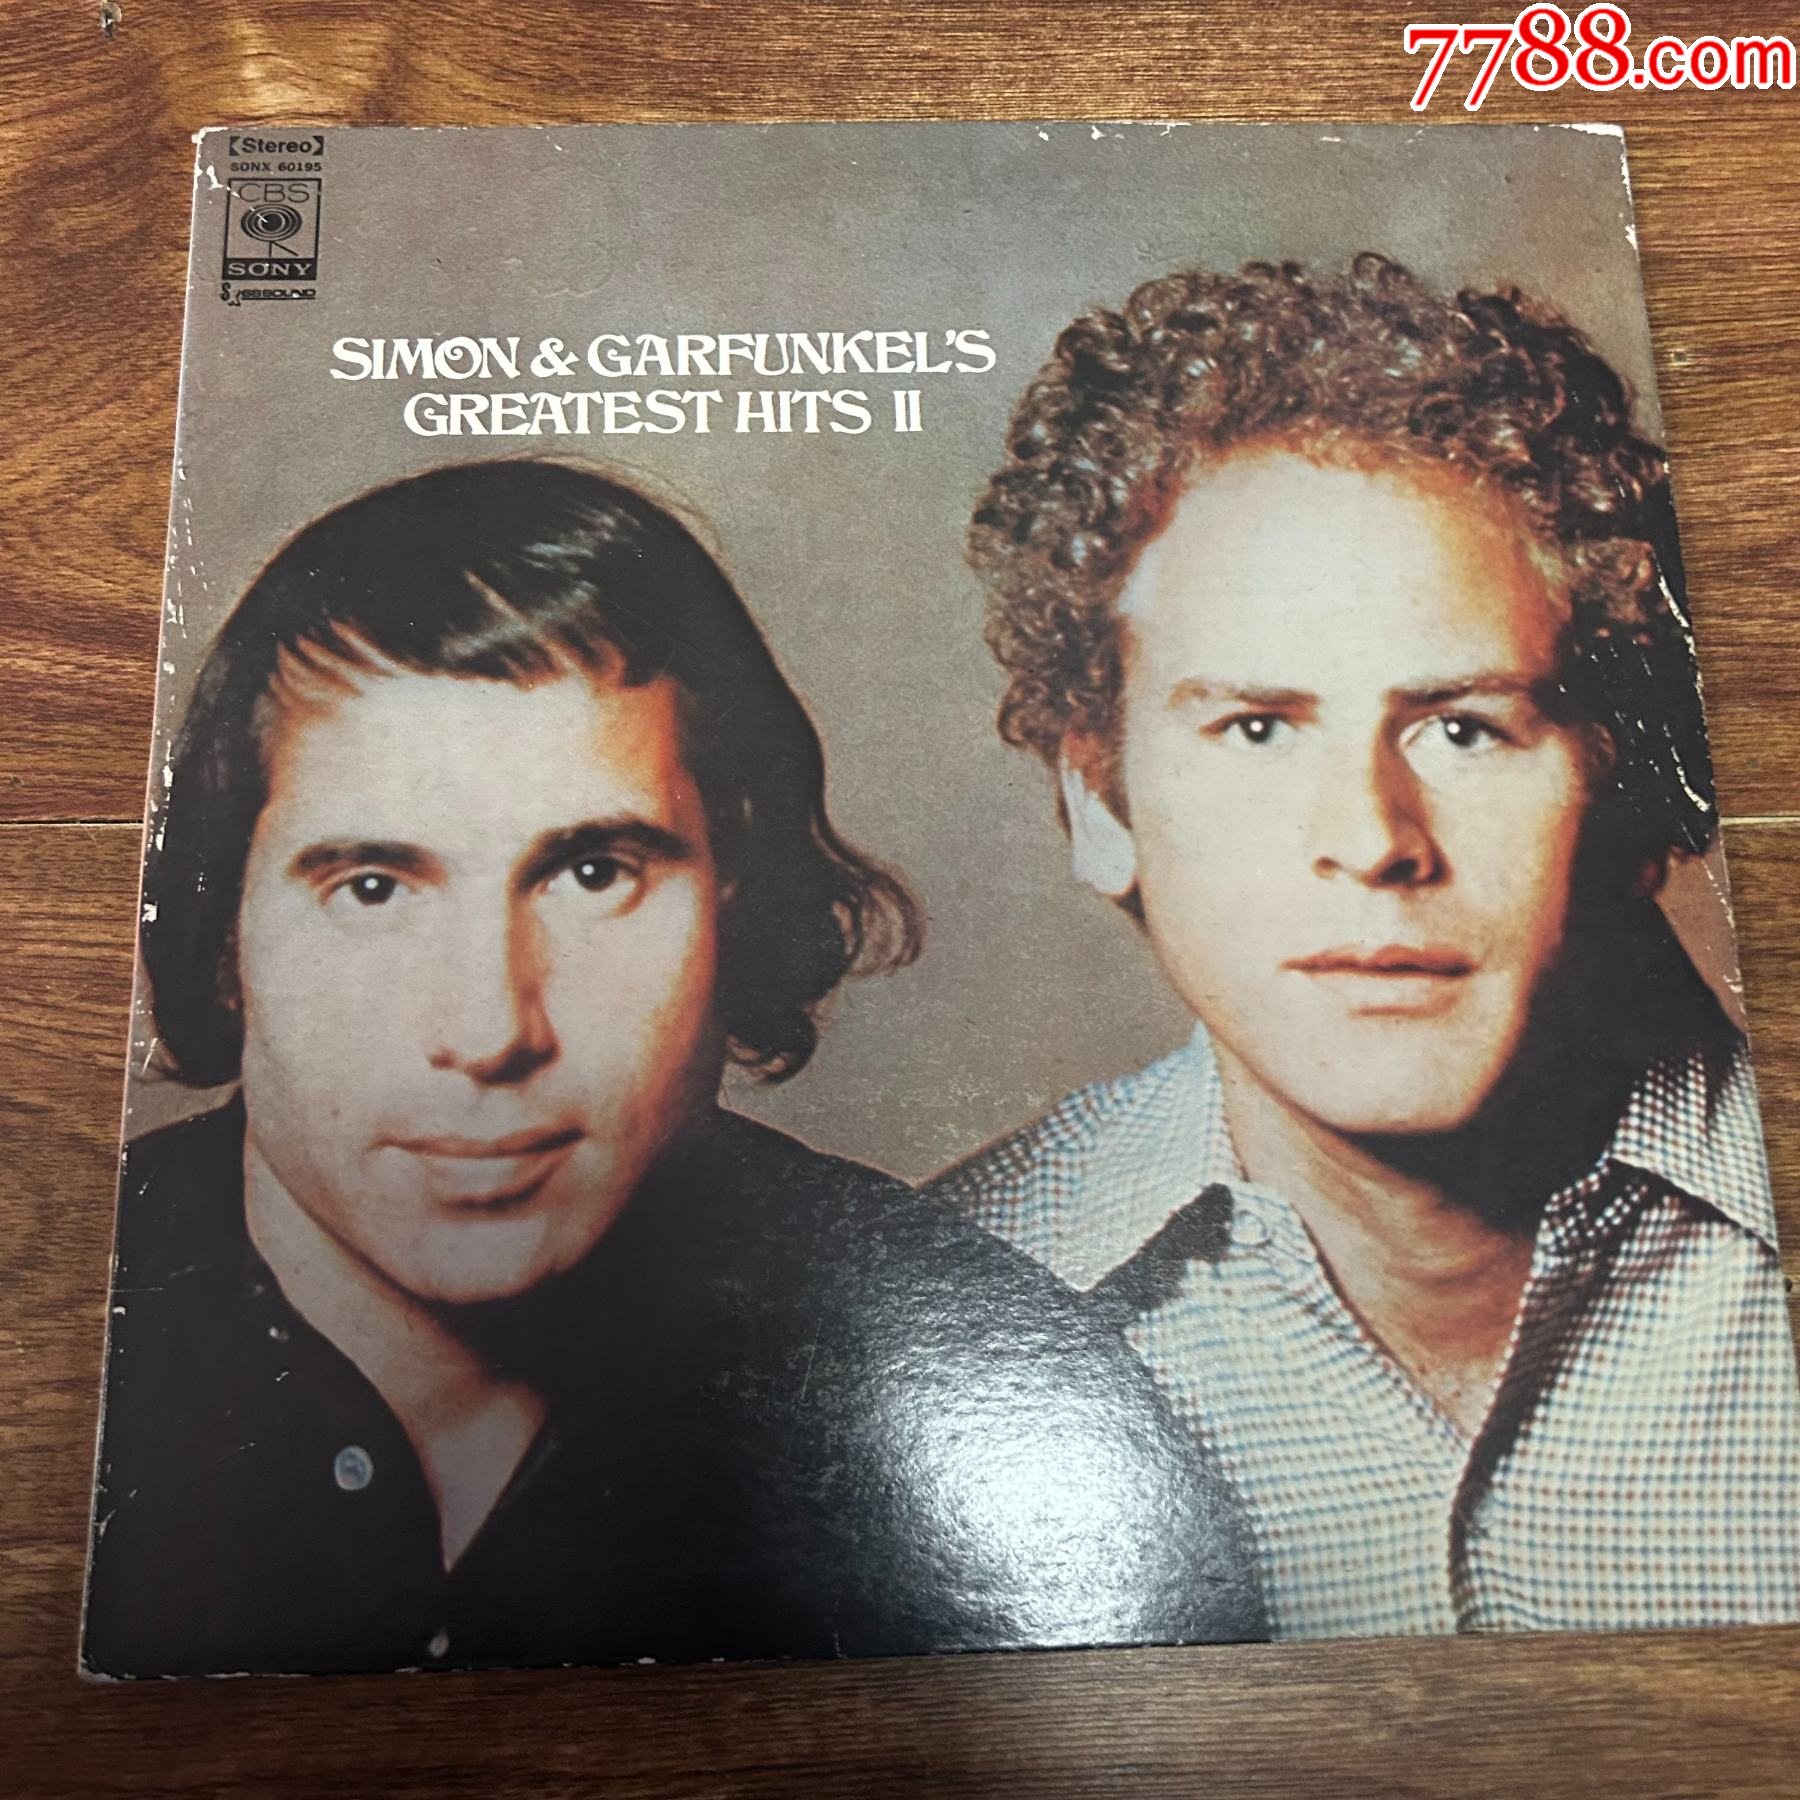 7788.com
【Stereo】
SONX 60195
CBS
SONY
SIMON & GARFUNKEL'S
GREATEST HITS II